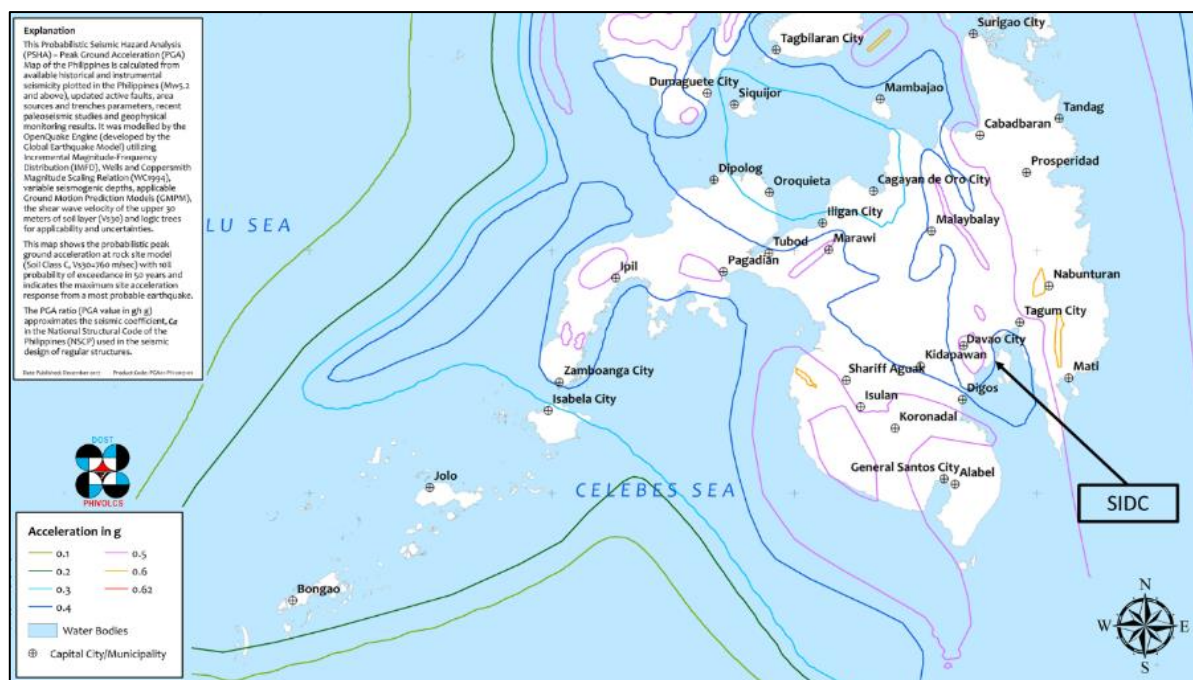 Explanation
This Probabilistic Seismic Hazard Analysis
(PSHA) – Peak Ground Acceleration (PGA)
Map of the Philippines is calculated from
available historical and instrumental
seismicity plotted in the Philippines (Mw5.2
and above), updated active faults, area
sources and trenches parameters, recent
paleoseismic studies and geophysical
monitoring results. It was modelled by the
OpenQuake Engine (developed by the
Global Earthquake Model) utilizing
Incremental Magnitude-Frequency
Distribution (IMFD), Wells and Coppersmith
Magnitude Scaling Relation (WC1994),
variable seismogenic depths, applicable
Ground Motion Prediction Models (GMPM),
the shear wave velocity of the upper 30
meters of soil layer (Vs30) and logic trees
for applicability and uncertainties.
This map shows the probabilistic peak
ground acceleration at rock site model
(Soil Class C, Vs30=760 m/sec) with 10%
probability of exceedance in 50 years and
indicates the maximum site acceleration
response from a most probable earthquake.
The PGA ratio (PGA value in gh g)
approximates the seismic coefficient,
in the National Structural Code of the
Philippines (NSCP) used in the seismic
design of regular structures.
Date Published: December 2017 Product Code:
Surigao City
Tagbilaran City
Dumaguete City
Siquijor
Mambajao
Tandag
Cabadbaran
Prosperidad
Dipolog
Oroquieta
Cagayan de Oro City
Iligan City
Malaybalay
LU SEA
Tubod
Marawi
Pagadian
Ipil
Nabunturan
Tagum City
Davao City
Kidapawan
Shariff Aguak
Mati
Zamboanga City
Digos
Isabela City
Isulan
Koronadal
General Santos City
Alabel
Jolo
CELEBES SEA
SIDC
DOST
PHIVOLCS
Acceleration in g
0.1 0.5
0.2 0.6
0.3 0.62
0.4
Water Bodies
Capital City/Municipality
Bongao
N
W E
S